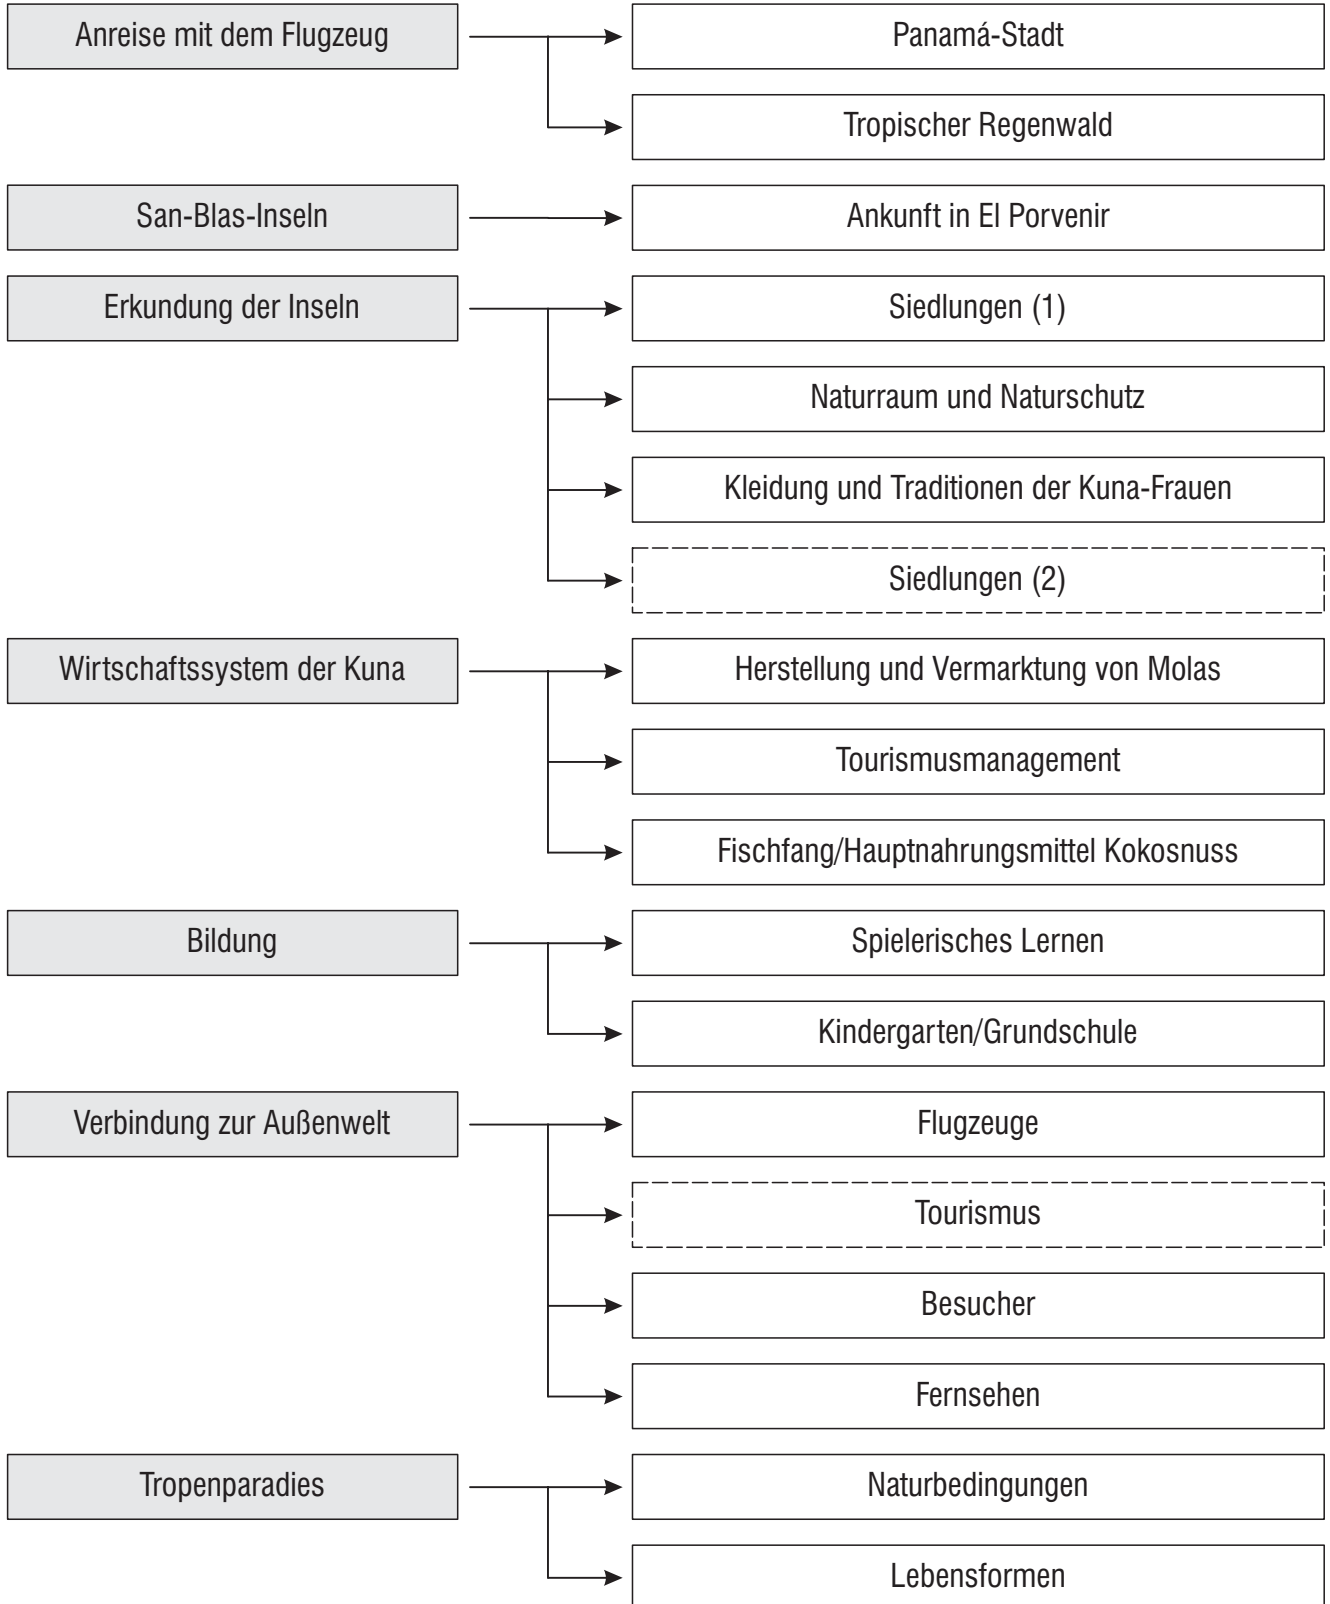 Anreise mit dem Flugzeug
Panamá-Stadt
Tropischer Regenwald
San-Blas-Inseln
Ankunft in El Porvenir
Erkundung der Inseln
Siedlungen (1)
Naturraum und Naturschutz
Kleidung und Traditionen der Kuna-Frauen
Siedlungen (2)
Wirtschaftssystem der Kuna
Herstellung und Vermarktung von Molas
Tourismusmanagement
Fischfang/Hauptnahrungsmittel Kokosnuss
Bildung
Spielerisches Lernen
Kindergarten/Grundschule
Verbindung zur Außenwelt
Flugzeuge
Tourismus
Besucher
Fernsehen
Tropenparadies
Naturbedingungen
Lebensformen